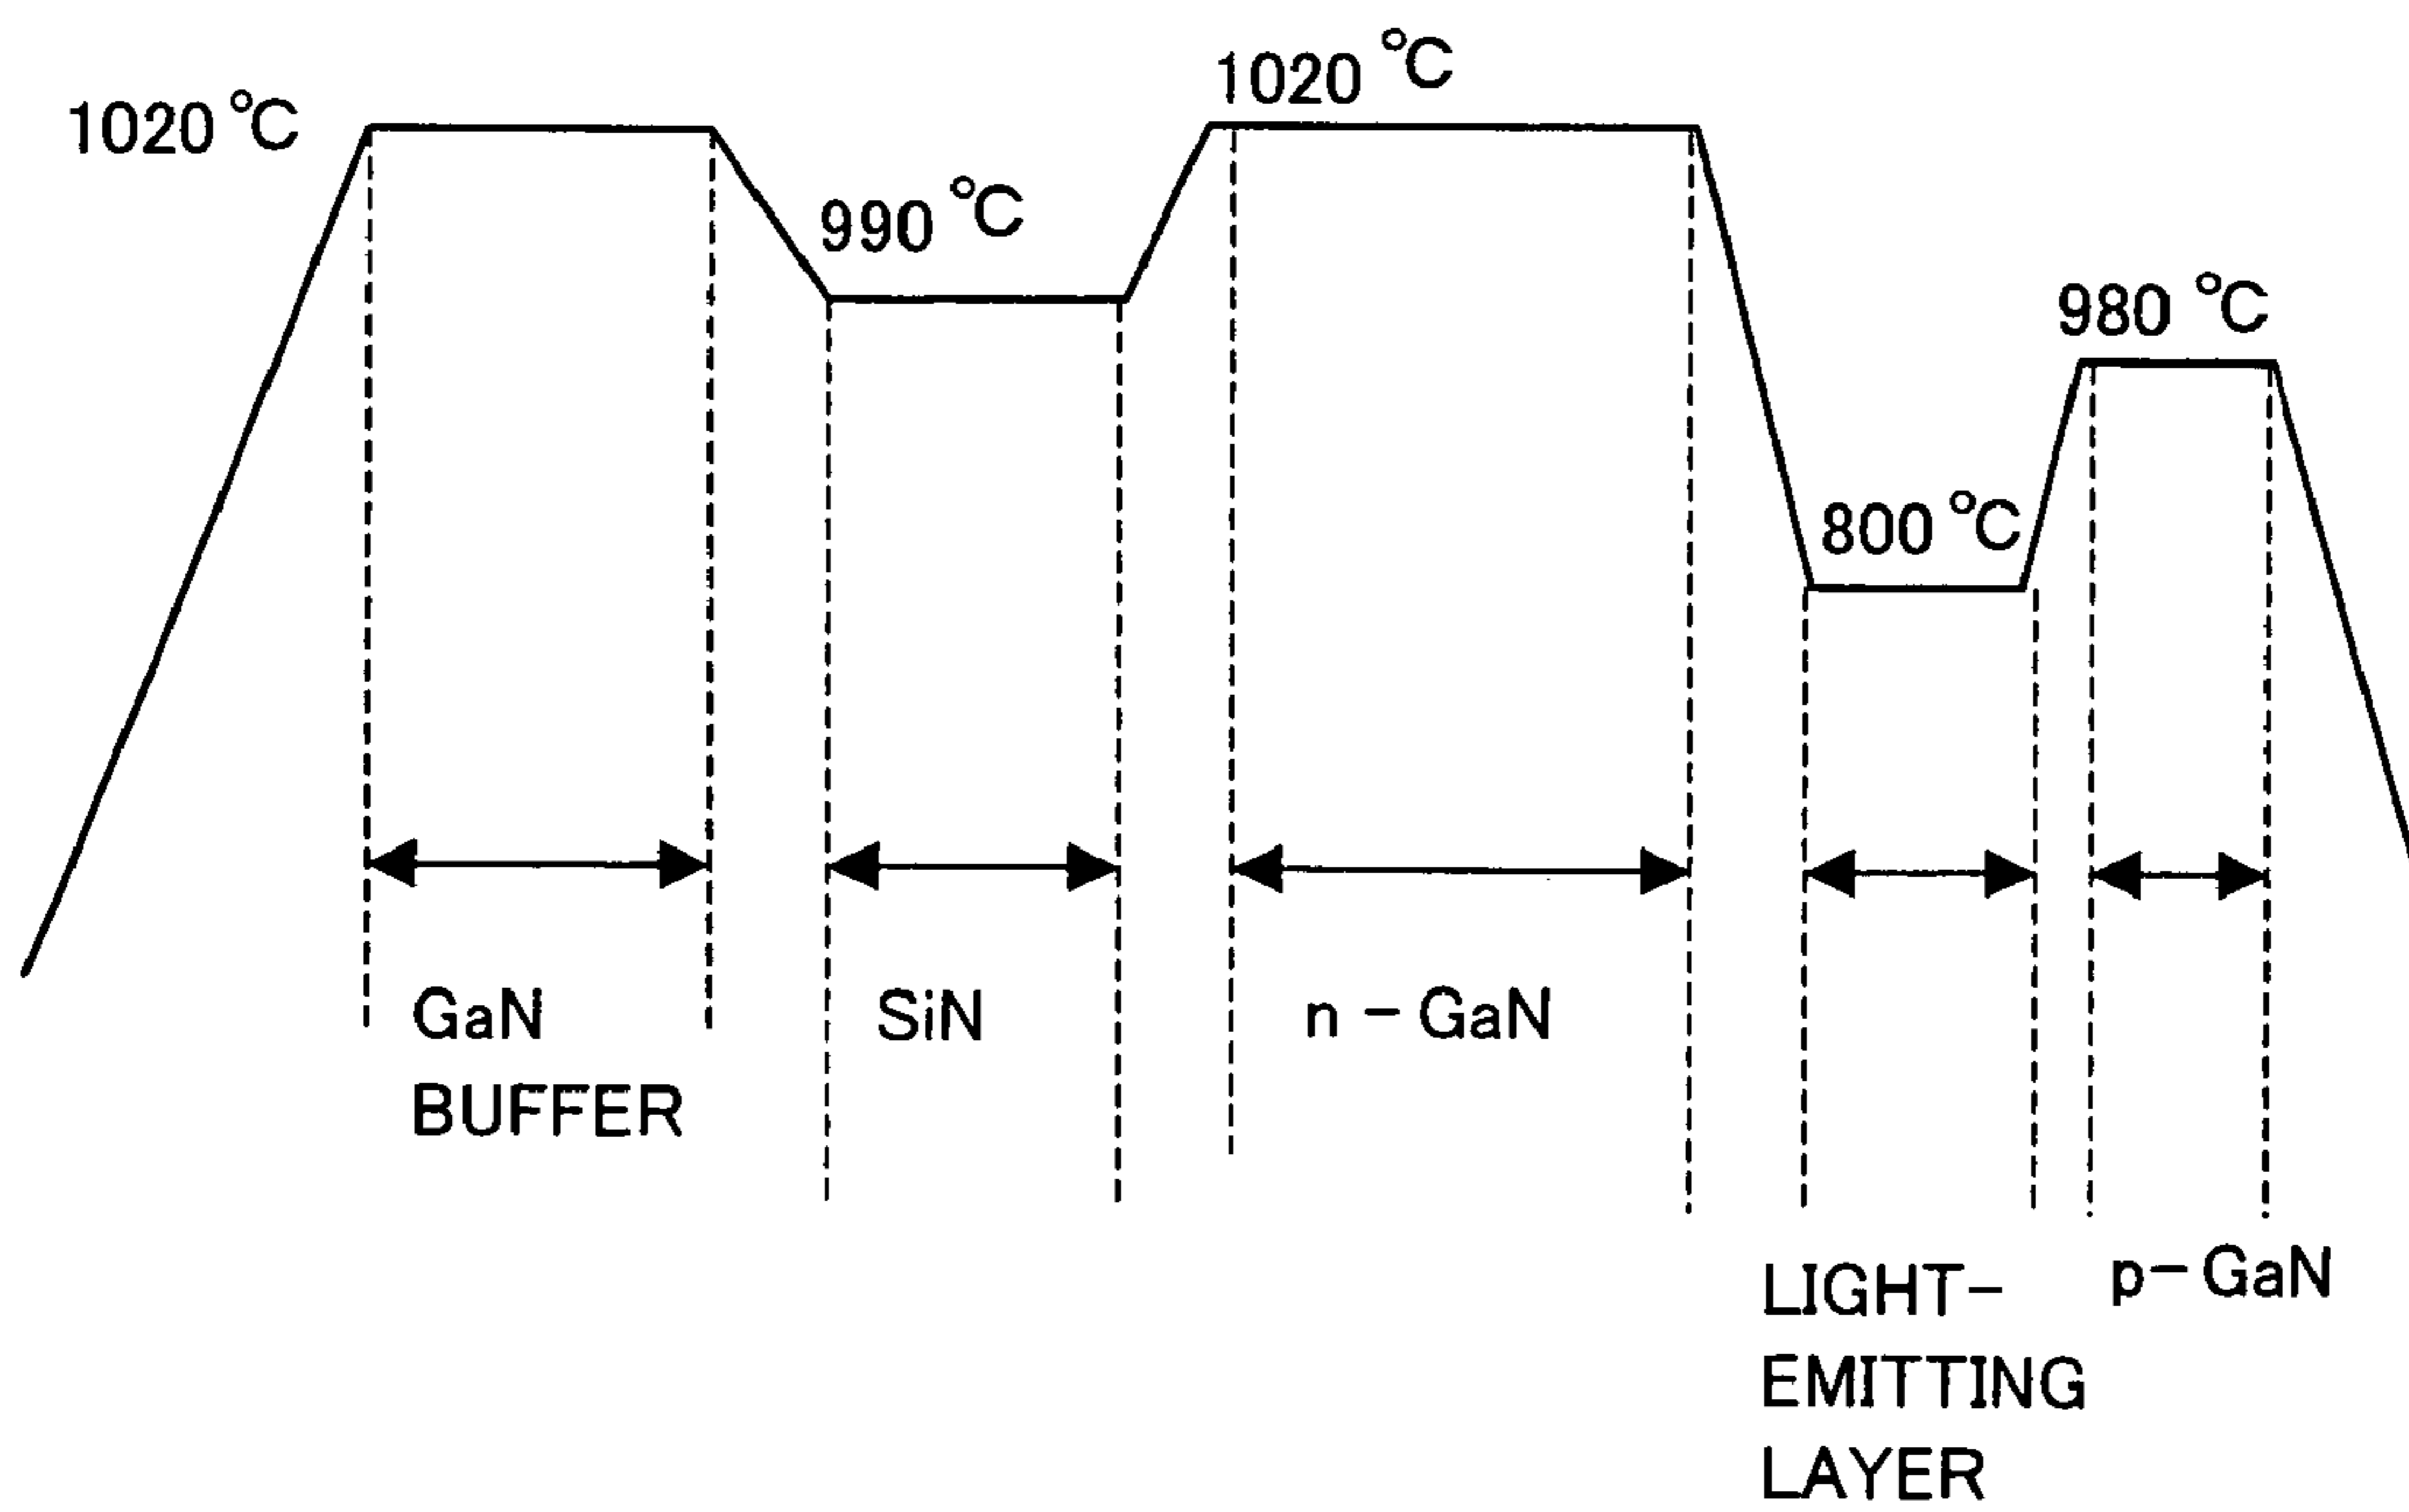 1020 °C
990 °C
1020 °C
800 °C
980 °C
GaN
BUFFER
SiN
n-GaN
LIGHT-
EMITTING
LAYER
p-GaN